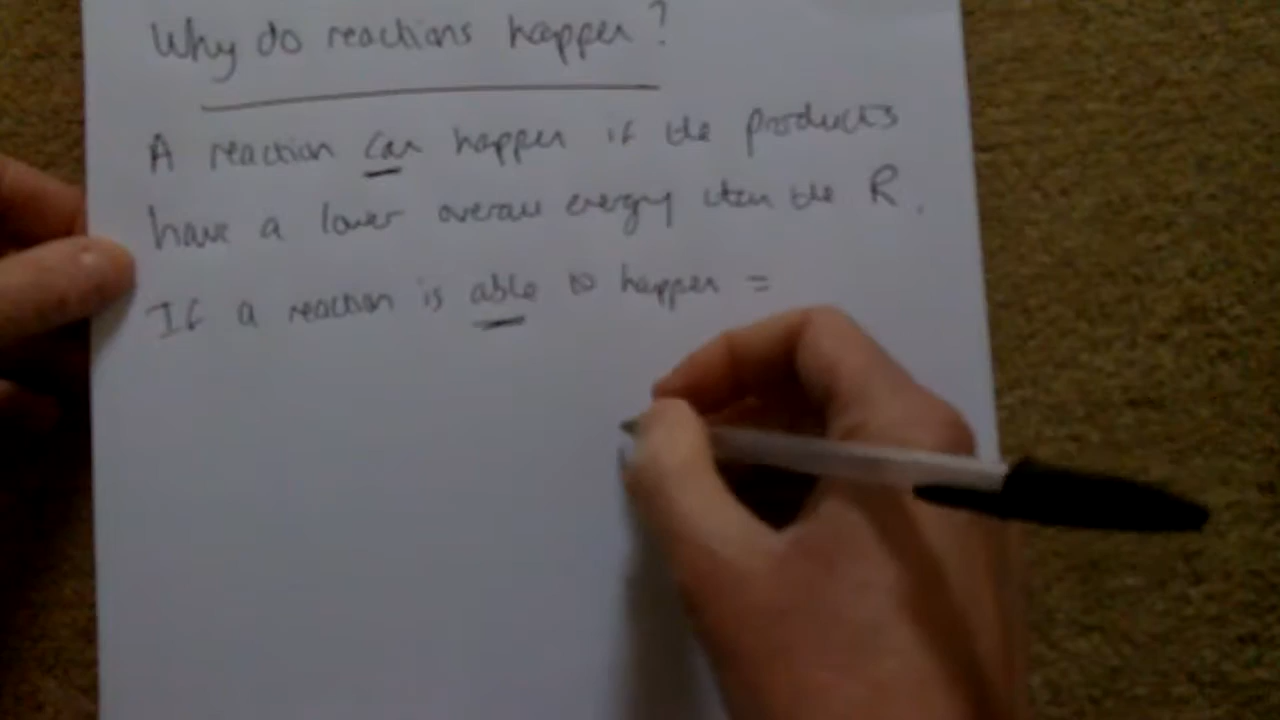 Why do reactions happen?
A reaction can happen if the products
have a lower overall energy than the R.
If a reaction is able to happen =